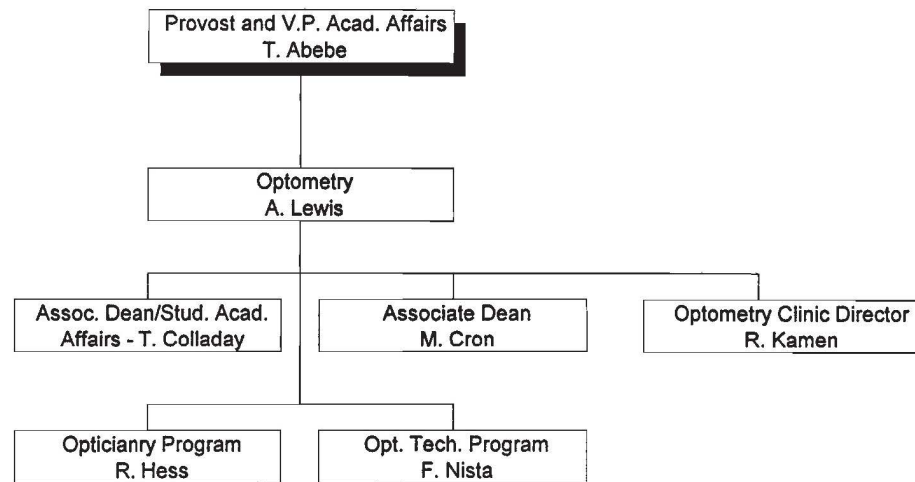 Provost and V.P. Acad. Affairs
T. Abebe
Optometry
A. Lewis
Assoc. Dean/Stud. Acad.
Affairs - T. Colladay
Associate Dean
M. Cron
Optometry Clinic Director
R. Kamen
Opticianry Program
R. Hess
Opt. Tech. Program
F. Nista